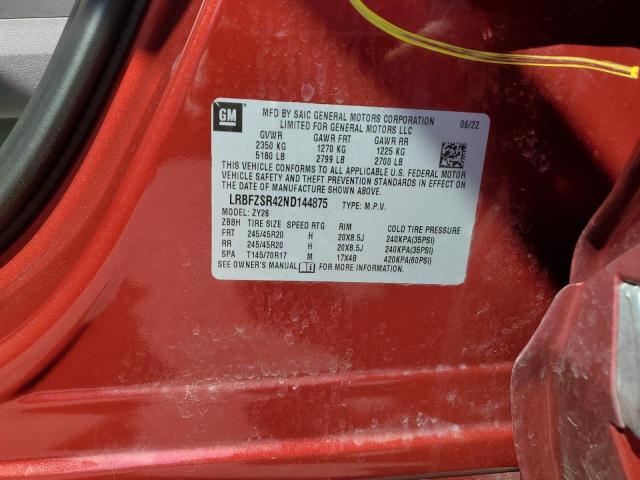 GM
MFD BY SAIC GENERAL MOTORS CORPORATION
LIMITED FOR GENERAL MOTORS LLC
06/22
GVWR GAWR FRT GAWR RR
2350 KG 1270 KG 1225 KG
5180 LB 2799 LB 2700 LB
THIS VEHICLE CONFORMS TO ALL APPLICABLE U.S. FEDERAL MOTOR
VEHICLE SAFETY AND THEFT PREVENTION STANDARDS IN EFFECT ON
THE DATE OF MANUFACTURE SHOWN ABOVE.
LRBFZSR42ND144875 TYPE: M.P.V.
MODEL: ZY26
ZBBH TIRE SIZE SPEED RTG RIM COLD TIRE PRESSURE
FRT 245/45R20 H 20X8.5J 240KPA(35PSI)
RR 245/45R20 H 20X8.5J 240KPA(35PSI)
SPA T145/70R17 M 17X4B 420KPA(60PSI)
SEE OWNER'S MANUAL i FOR MORE INFORMATION.